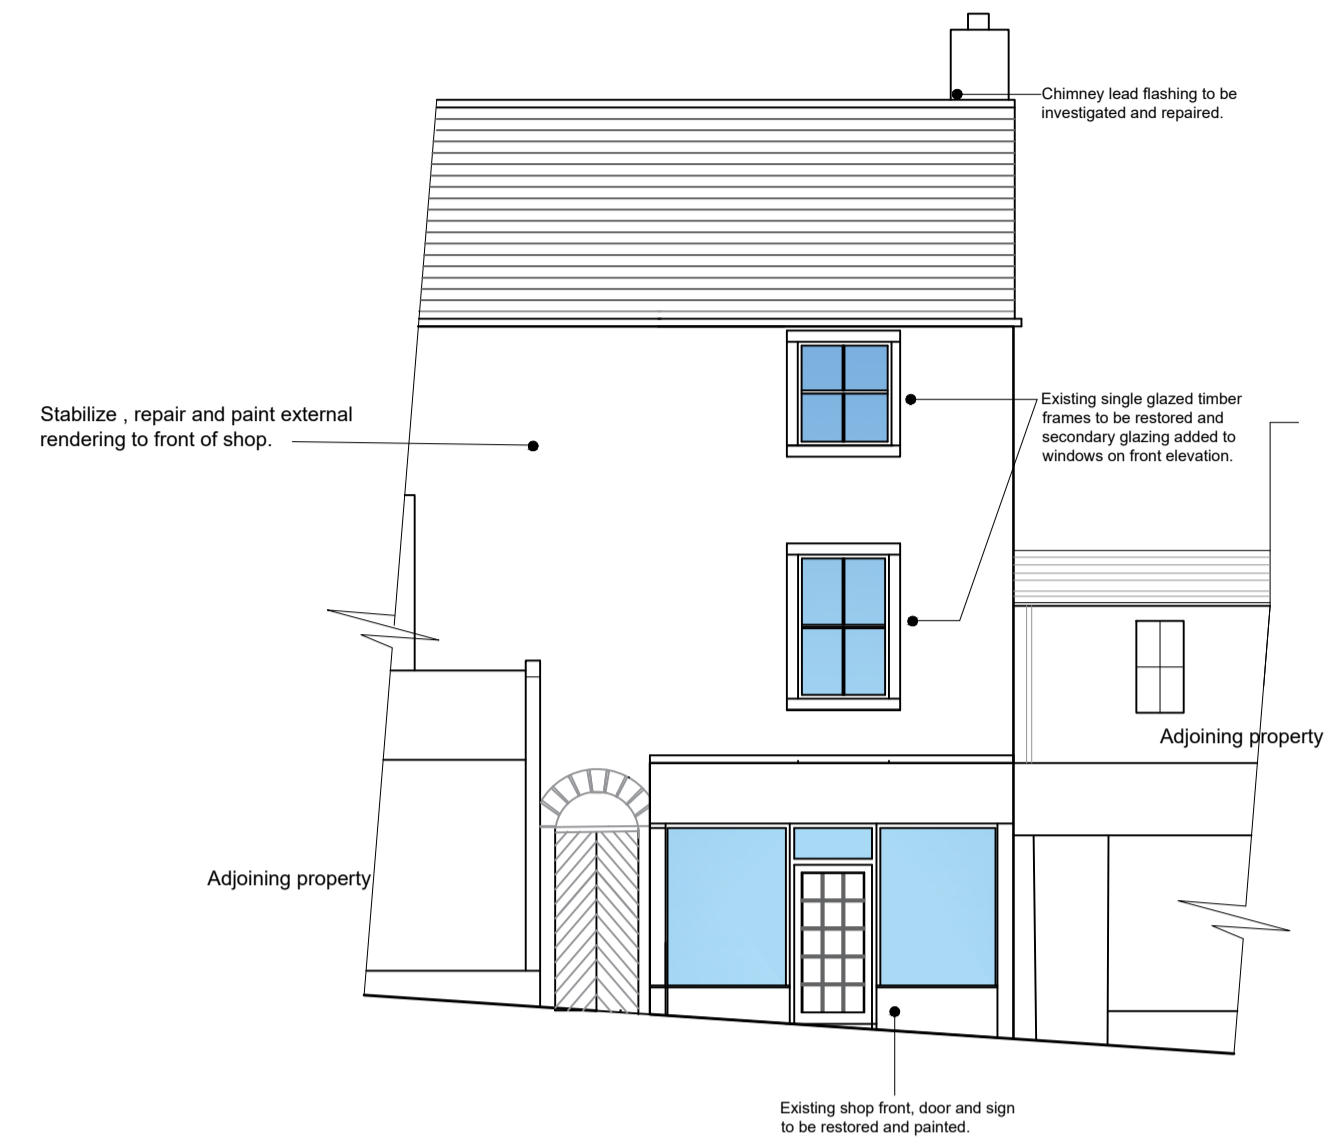 Chimney lead flashing to be
investigated and repaired.
Stabilize , repair and paint external
rendering to front of shop.
Existing single glazed timber
frames to be restored and
secondary glazing added to
windows on front elevation.
Adjoining property
Adjoining property
Existing shop front, door and sign
to be restored and painted.